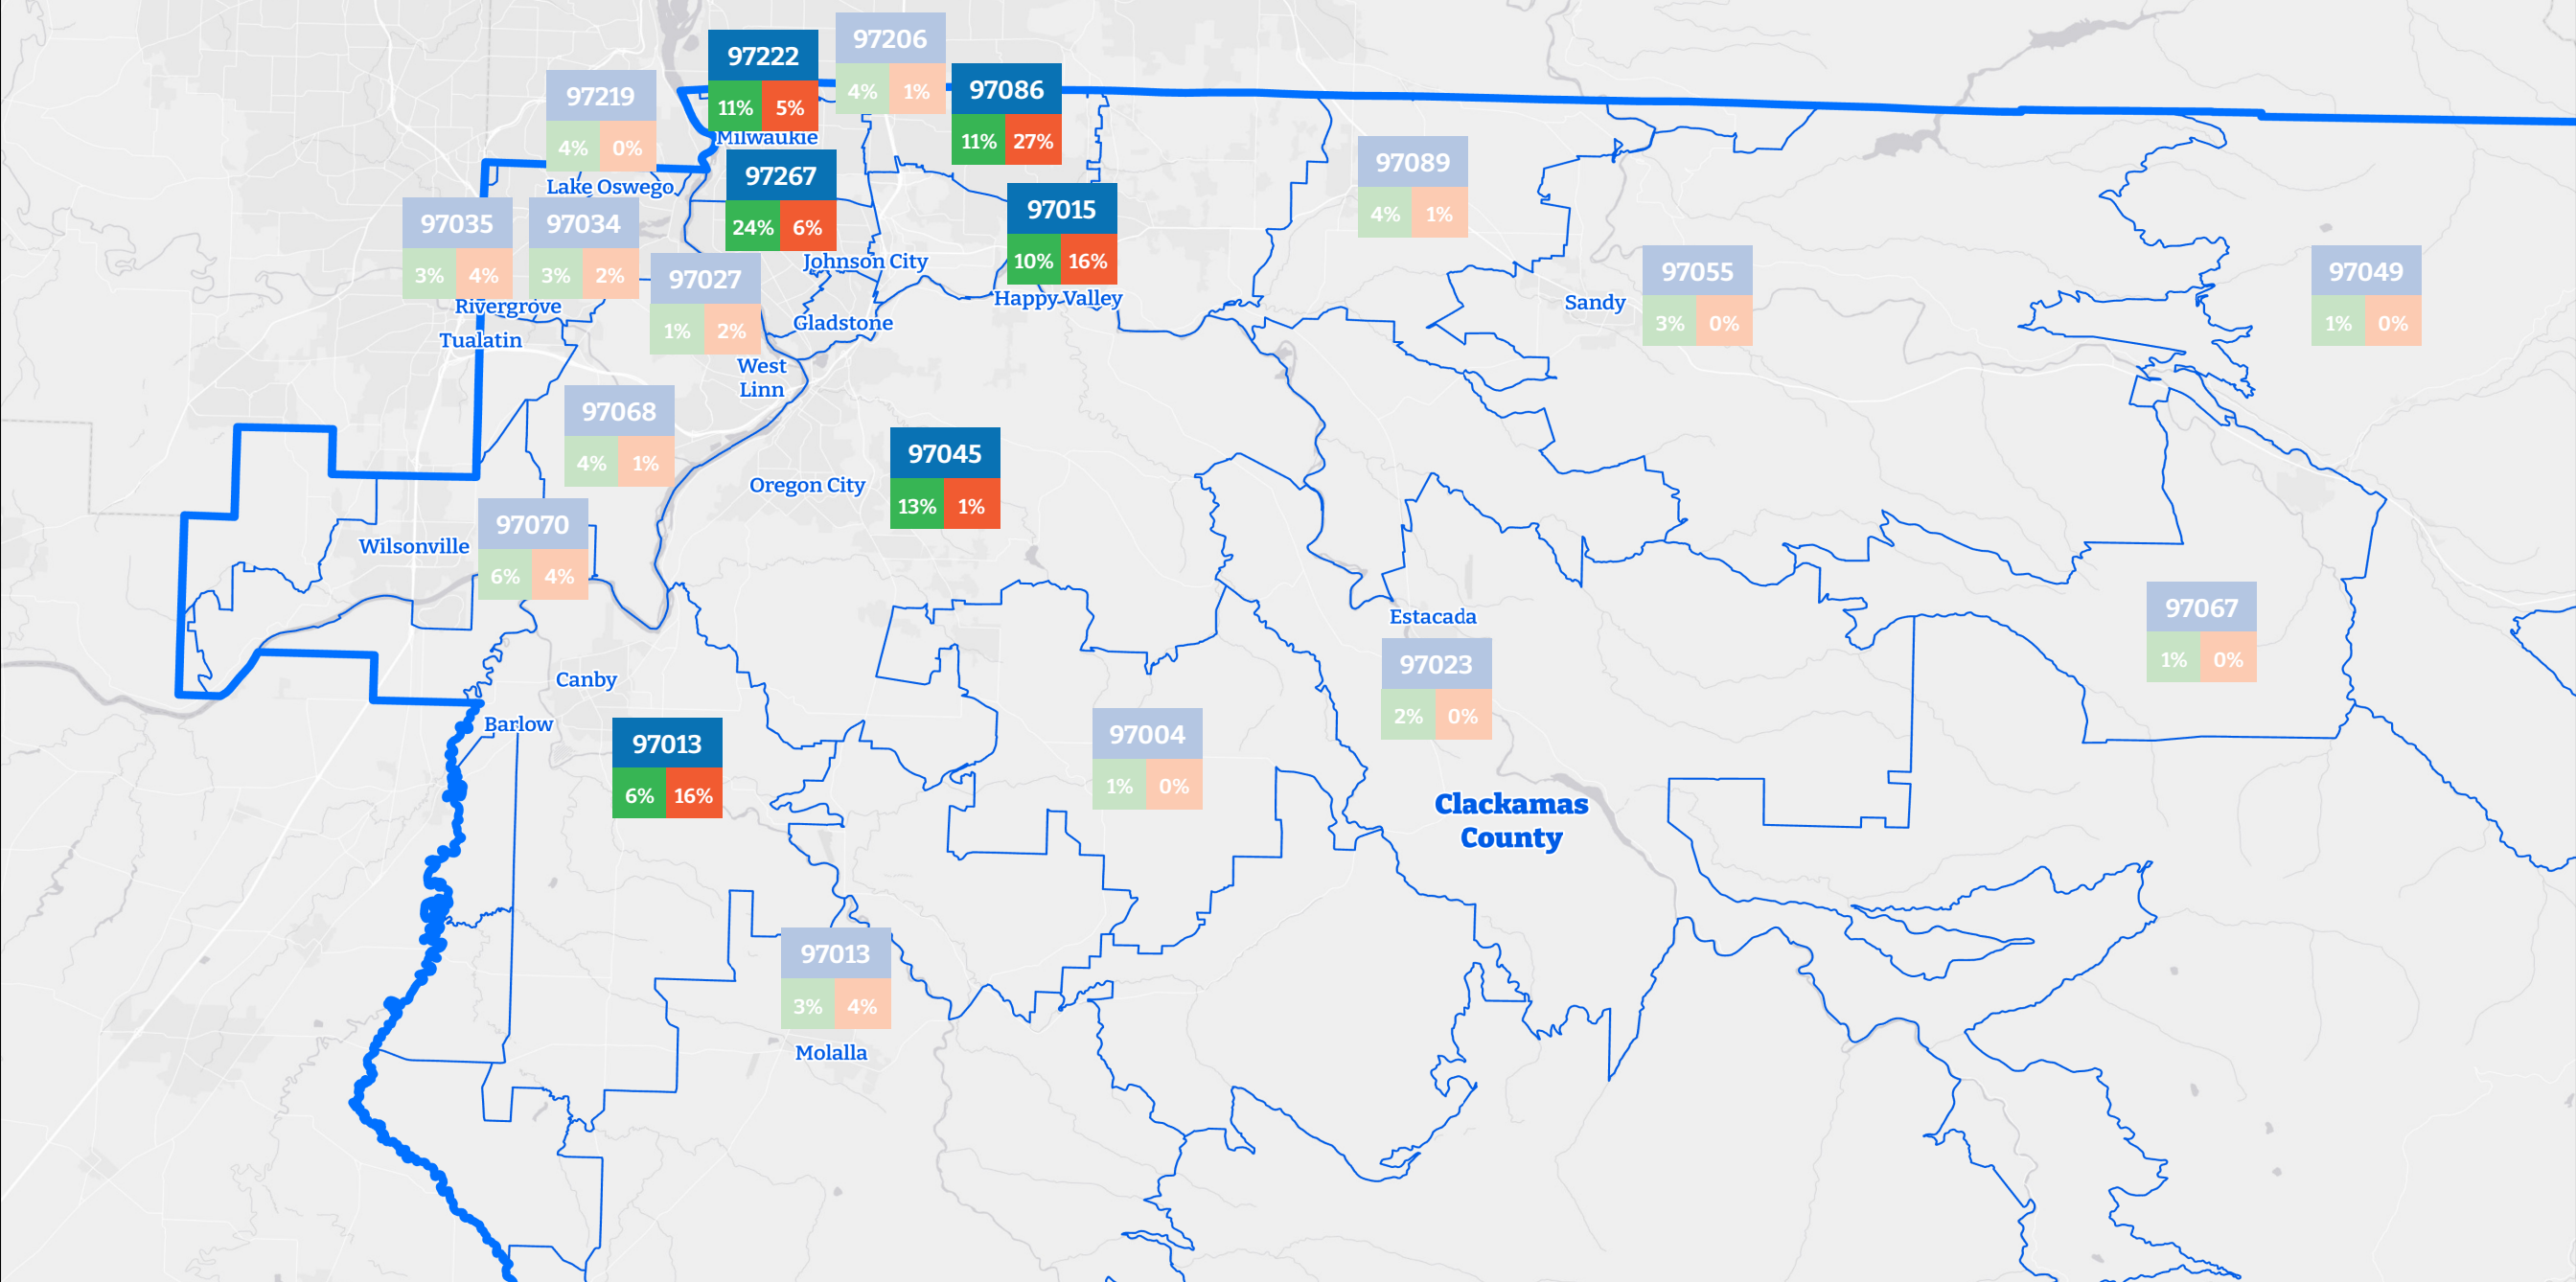 97206
4% 1%
97222
11% 5%
Milwaukie
97086
11% 27%
97219
4% 0%
Lake Oswego
97267
24% 6%
97089
4% 1%
97015
10% 16%
Happy Valley
97035
3% 4%
97034
3% 2%
Rivergrove
Tualatin
97027
1% 2%
Johnson City
Gladstone
West
Linn
Sandy
97055
3% 0%
97049
1% 0%
97068
4% 1%
97045
13% 1%
Oregon City
97070
6% 4%
Wilsonville
Estacada
97023
2% 0%
97067
1% 0%
Canby
Barlow
97013
6% 16%
97004
1% 0%
Clackamas
County
97013
3% 4%
Molalla